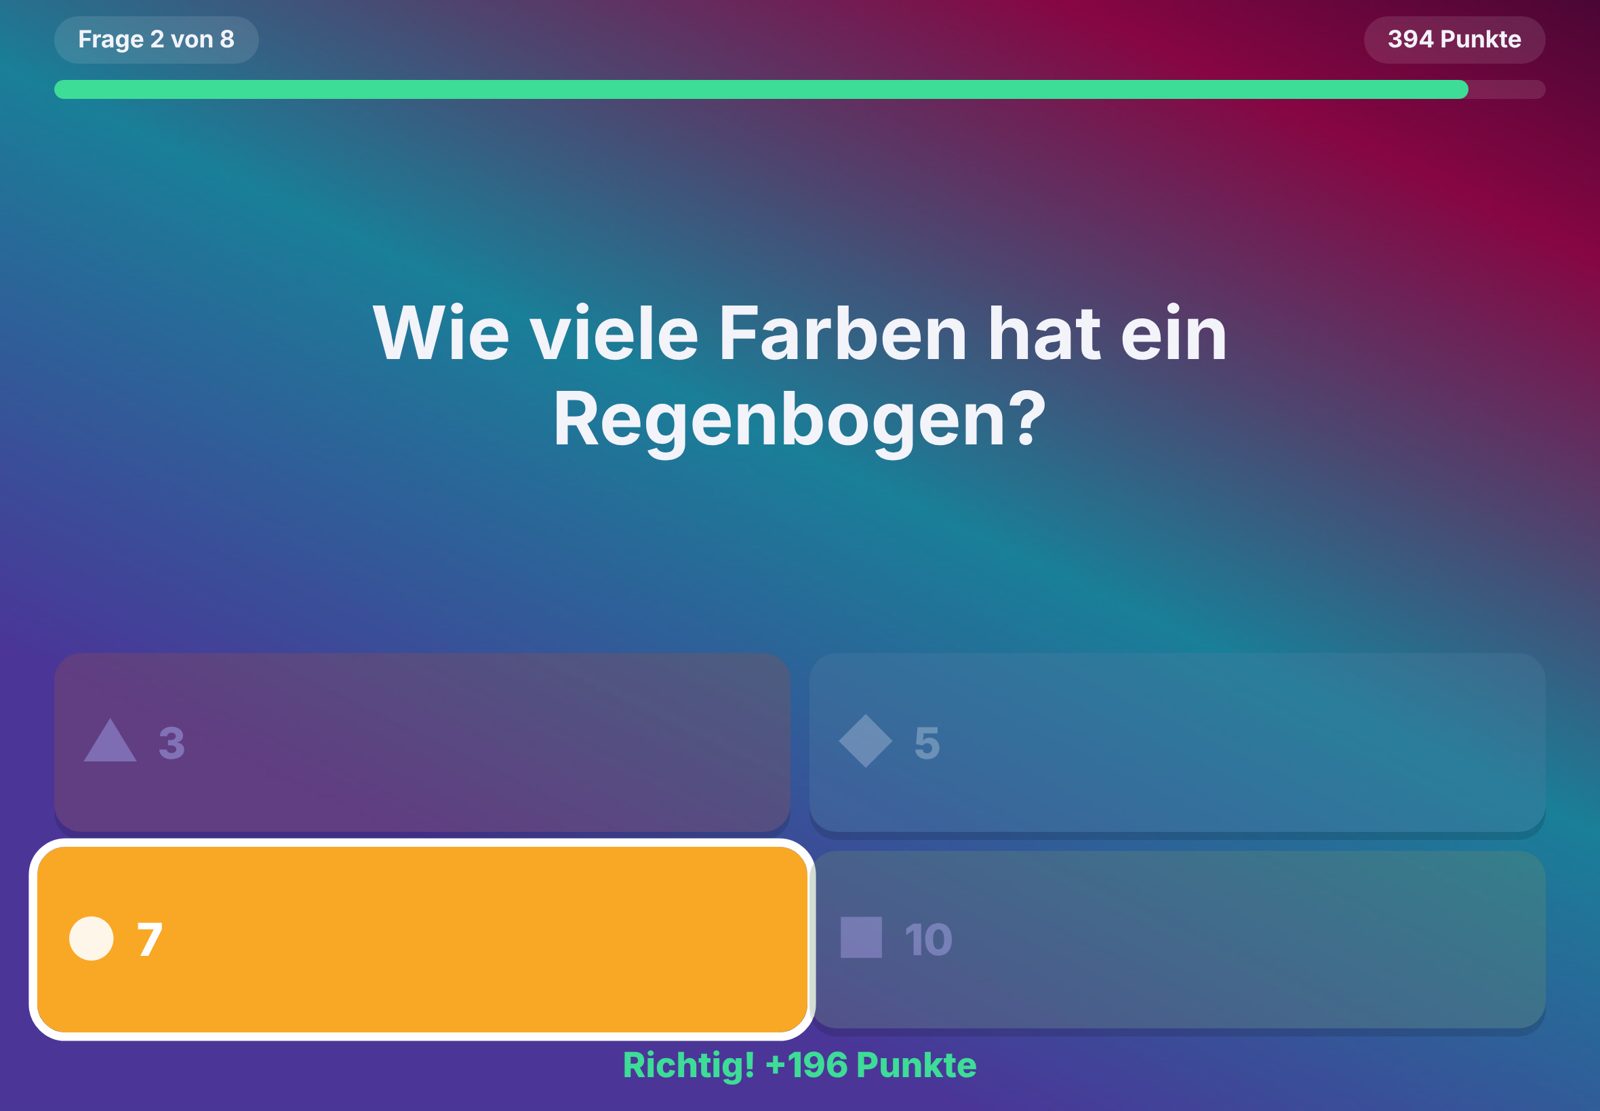 Frage 2 von 8
394 Punkte
Wie viele Farben hat ein
Regenbogen?
3
5
7
10
Richtig! +196 Punkte